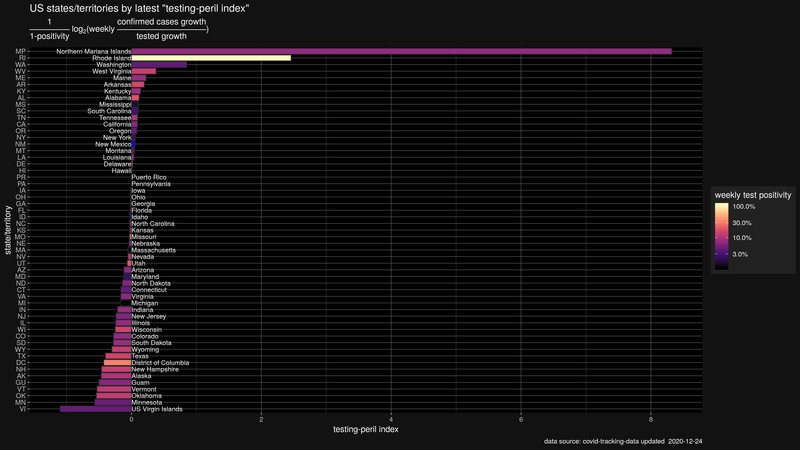 US states/territories by latest "testing-peril index"
1 confirmed cases growth
log2(weekly )
1-positivity tested growth
MP Northern Mariana Islands
RI Rhode Island
WA Washington
WV West Virginia
ME Maine
AR Arkansas
KY Kentucky
AL Alabama
MS Mississippi
SC South Carolina
TN Tennessee
CA California
OR Oregon
NY New York
NM New Mexico
MT Montana
LA Louisiana
DE Delaware
HI Hawaii
PR Puerto Rico
PA Pennsylvania
IA Iowa
OH Ohio
GA Georgia
FL Florida
ID Idaho
NC North Carolina
KS Kansas
MO Missouri
NE Nebraska
MA Massachusetts
NV Nevada
UT Utah
AZ Arizona
MD Maryland
ND North Dakota
CT Connecticut
VA Virginia
MI Michigan
IN Indiana
NJ New Jersey
IL Illinois
WI Wisconsin
CO Colorado
SD South Dakota
WY Wyoming
TX Texas
DC District of Columbia
NH New Hampshire
AK Alaska
GU Guam
VT Vermont
OK Oklahoma
MN Minnesota
VI US Virgin Islands
state/territory
0 2 4 6 8
testing-peril index
weekly test positivity
100.0%
30.0%
10.0%
3.0%
data source: covid-tracking-data updated 2020-12-24